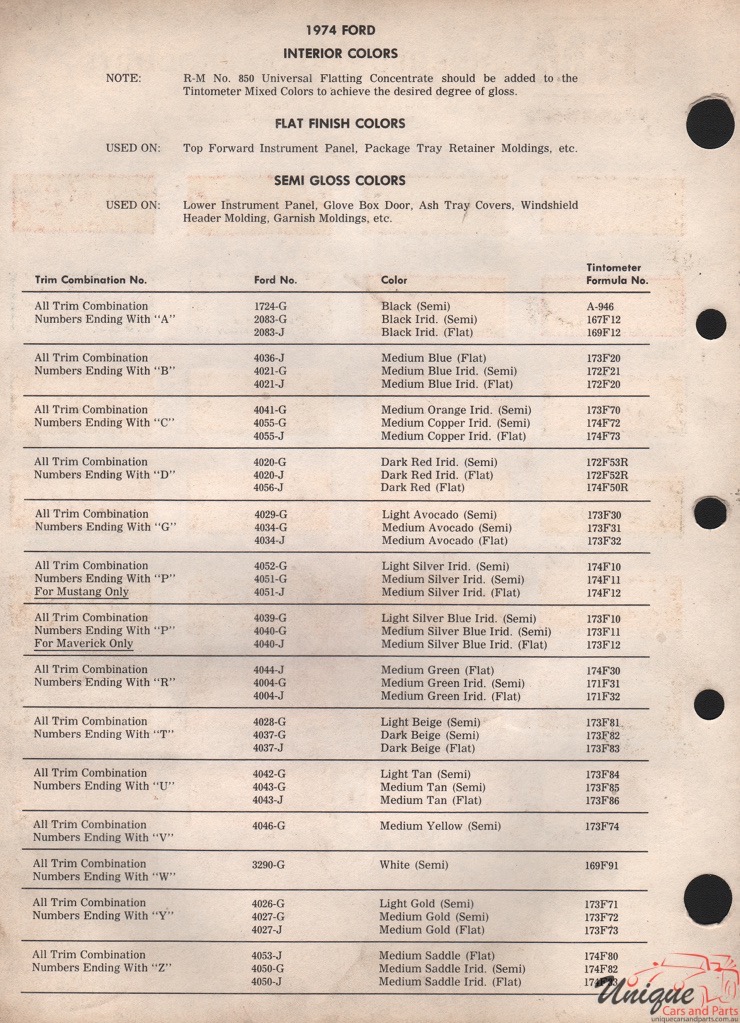 1974 FORD
INTERIOR COLORS
NOTE: R-M No. 850 Universal Flatting Concentrate should be added to the
Tintometer Mixed Colors to achieve the desired degree of gloss.
FLAT FINISH COLORS
USED ON: Top Forward Instrument Panel, Package Tray Retainer Moldings, etc.
SEMI GLOSS COLORS
USED ON: Lower Instrument Panel, Glove Box Door, Ash Tray Covers, Windshield
Header Molding, Garnish Moldings, etc.
Tintometer
Trim Combination No. Ford No. Color Formula No.
All Trim Combination 1724-G Black (Semi) A-946
Numbers Ending With "A" 2083-G Black Irid. (Semi) 167F12
2083-J Black Irid. (Flat) 169F12
All Trim Combination 4036-J Medium Blue (Flat) 173F20
Numbers Ending With "B" 4021-G Medium Blue Irid. (Semi) 172F21
4021-J Medium Blue Irid. (Flat) 172F20
All Trim Combination 4041-G Medium Orange Irid. (Semi) 173F70
Numbers Ending With "C" 4055-G Medium Copper Irid. (Semi) 174F72
4055-J Medium Copper Irid. (Flat) 174F73
All Trim Combination 4020-G Dark Red Irid. (Semi) 172F53R
Numbers Ending With "D" 4020-J Dark Red Irid. (Flat) 172F52R
4056-J Dark Red (Flat) 174F50R
All Trim Combination 4029-G Light Avocado (Semi) 173F30
Numbers Ending With "G" 4034-G Medium Avocado (Semi) 173F31
4034-J Medium Avocado (Flat) 173F32
All Trim Combination 4052-G Light Silver Irid. (Semi) 174F10
Numbers Ending With "P" 4051-G Medium Silver Irid. (Semi) 174F11
For Mustang Only 4051-J Medium Silver Irid. (Flat) 174F12
All Trim Combination 4039-G Light Silver Blue Irid. (Semi) 173F10
Numbers Ending With "P" 4040-G Medium Silver Blue Irid. (Semi) 173F11
For Maverick Only 4040-J Medium Silver Blue Irid. (Flat) 173F12
All Trim Combination 4044-J Medium Green (Flat) 174F30
Numbers Ending With "R" 4004-G Medium Green Irid. (Semi) 171F31
4004-J Medium Green Irid. (Flat) 171F32
All Trim Combination 4028-G Light Beige (Semi) 173F81
Numbers Ending With "T" 4037-G Dark Beige (Semi) 173F82
4037-J Dark Beige (Flat) 173F83
All Trim Combination 4042-G Light Tan (Semi) 173F84
Numbers Ending With "U" 4043-G Medium Tan (Semi) 173F85
4043-J Medium Tan (Flat) 173F86
All Trim Combination 4046-G Medium Yellow (Semi) 173F74
Numbers Ending With "V"
All Trim Combination 3290-G White (Semi) 169F91
Numbers Ending With "W"
All Trim Combination 4026-G Light Gold (Semi) 173F71
Numbers Ending With "Y" 4027-G Medium Gold (Semi) 173F72
4027-J Medium Gold (Flat) 173F73
All Trim Combination 4053-J Medium Saddle (Flat) 174F80
Numbers Ending With "Z" 4050-G Medium Saddle Irid. (Semi) 174F82
4050-J Medium Saddle Irid. (Flat)
Unique
Cars and Parts
uniquecarsandparts.com.au